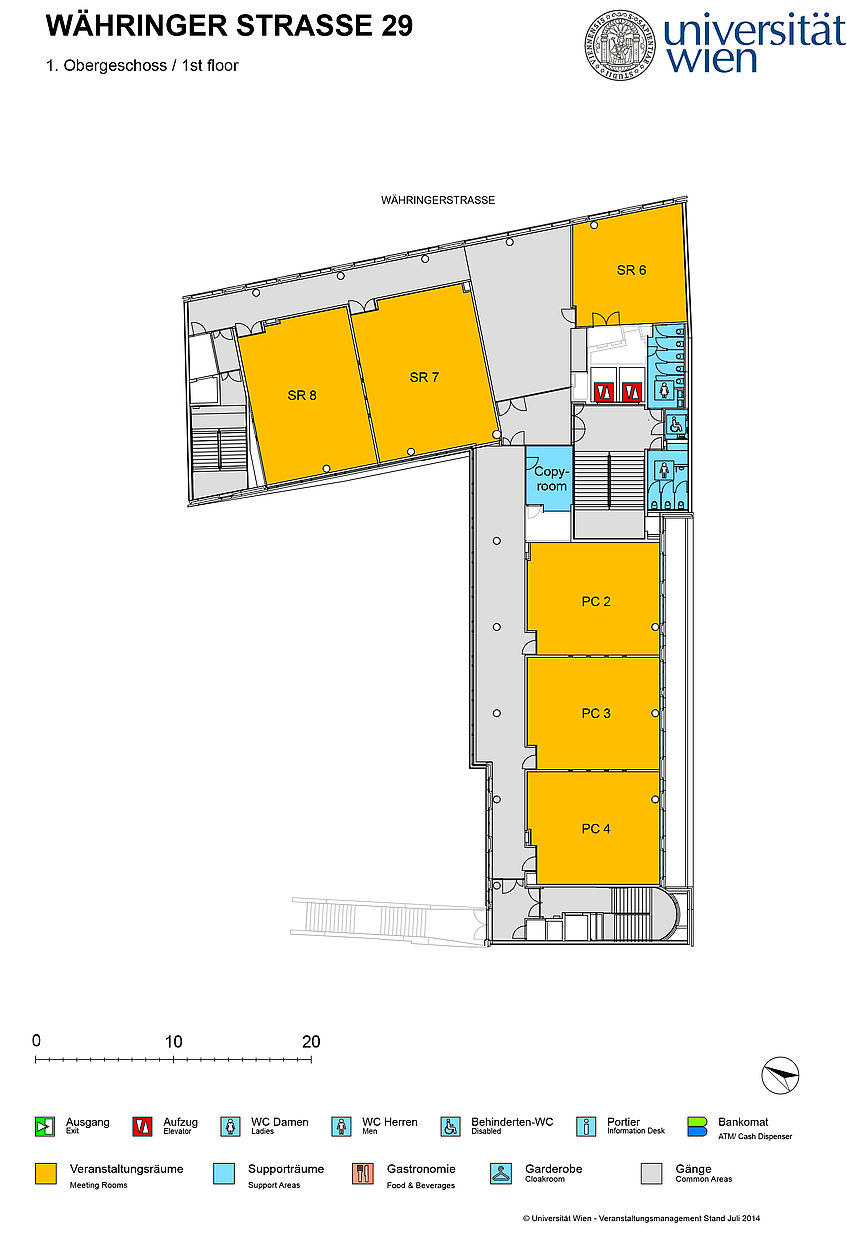 WÄHRINGER STRASSE 29
1. Obergeschoss / 1st floor
universität
wien
WÄHRINGERSTRASSE
SR 6
SR 7
SR 8
Copy-
room
PC 2
PC 3
PC 4
0 10 20
Ausgang
Exit
Aufzug
Elevator
WC Damen
Ladies
WC Herren
Men
Behinderten-WC
Disabled
Portier
Information Desk
Bankomat
ATM/ Cash Dispenser
Veranstaltungsräume
Meeting Rooms
Supporträume
Support Areas
Gastronomie
Food & Beverages
Garderobe
Cloakroom
Gänge
Common Areas
© Universität Wien - Veranstaltungsmanagement Stand Juli 2014